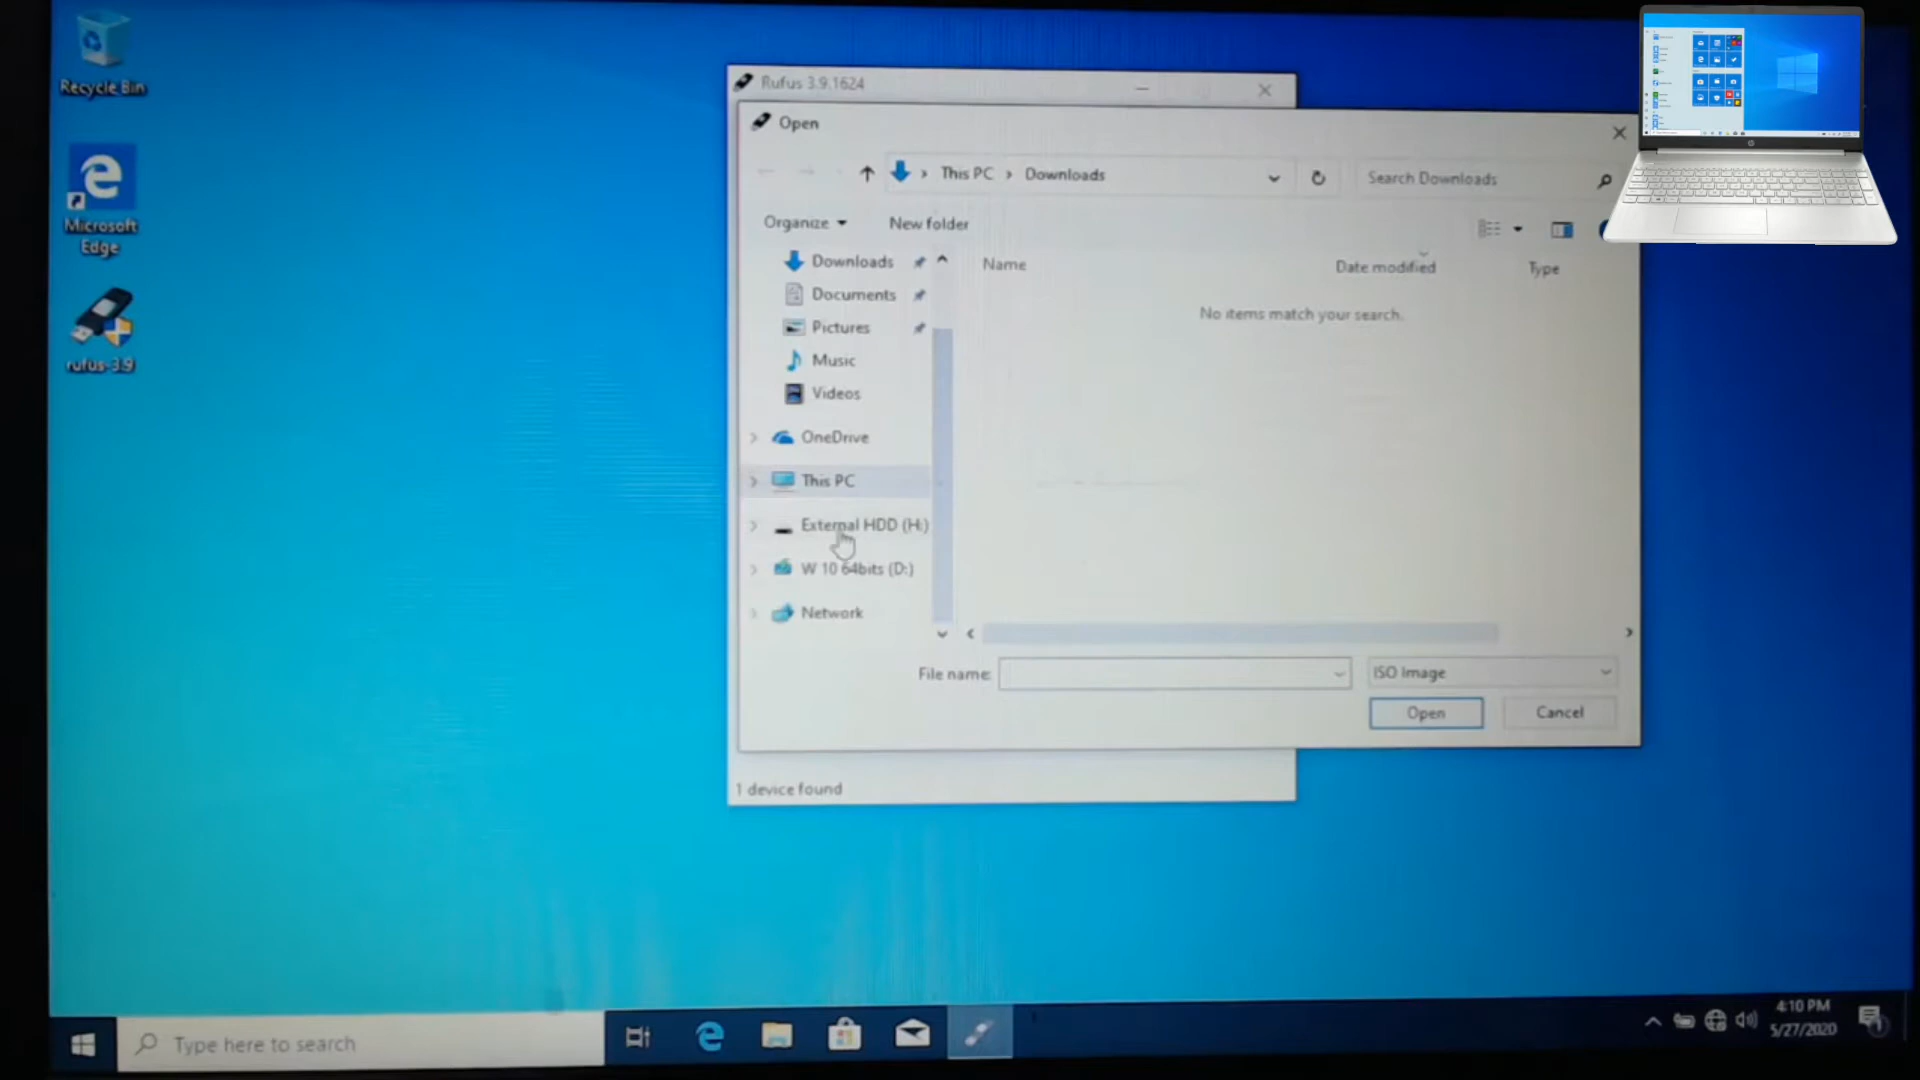 Recycle Bin
Microsoft
Edge
rufus-3.9
Rufus 3.9.1624
Open
This PC
Downloads
Search Downloads
Organize
New folder
Downloads
Documents
Pictures
Music
Videos
OneDrive
This PC
External HDD (H:)
W 10 64bits (D:)
Network
Name
Date modified
Type
No items match your search.
File name:
ISO Image
Open
Cancel
1 device found
Type here to search
4:10 PM
5/27/2020